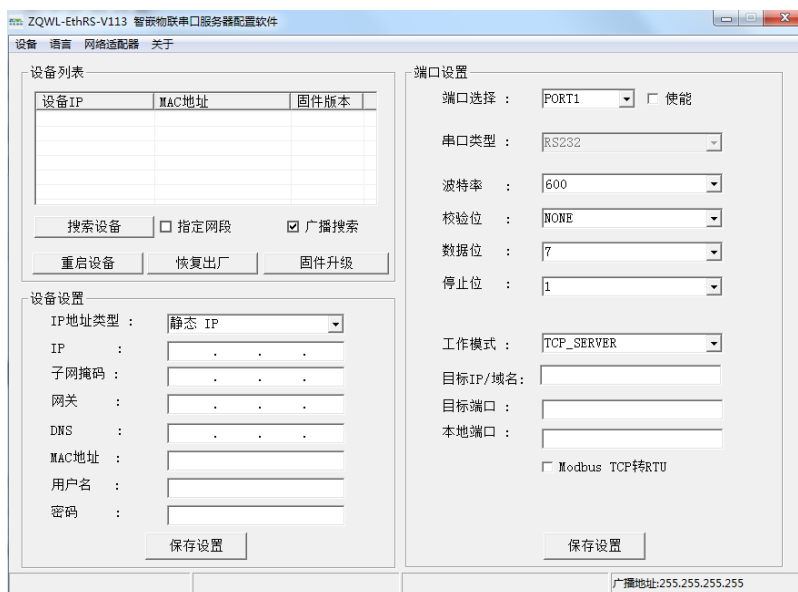 ZQWL-EthRS-V113 智嵌物联串口服务器配置软件
设备 语言 网络适配器 关于
设备列表
设备IP MAC地址 固件版本
搜索设备 指定网段 广播搜索
重启设备 恢复出厂 固件升级
设备设置
IP地址类型 : 静态 IP
IP : . . .
子网掩码 : . . .
网关 : . . .
DNS : . . .
MAC地址 :
用户名 :
密码 :
保存设置
端口设置
端口选择 : PORT1 使能
串口类型 : RS232
波特率 : 600
校验位 : NONE
数据位 : 7
停止位 : 1
工作模式 : TCP_SERVER
目标IP/域名:
目标端口 :
本地端口 :
Modbus TCP转RTU
保存设置
广播地址:255.255.255.255